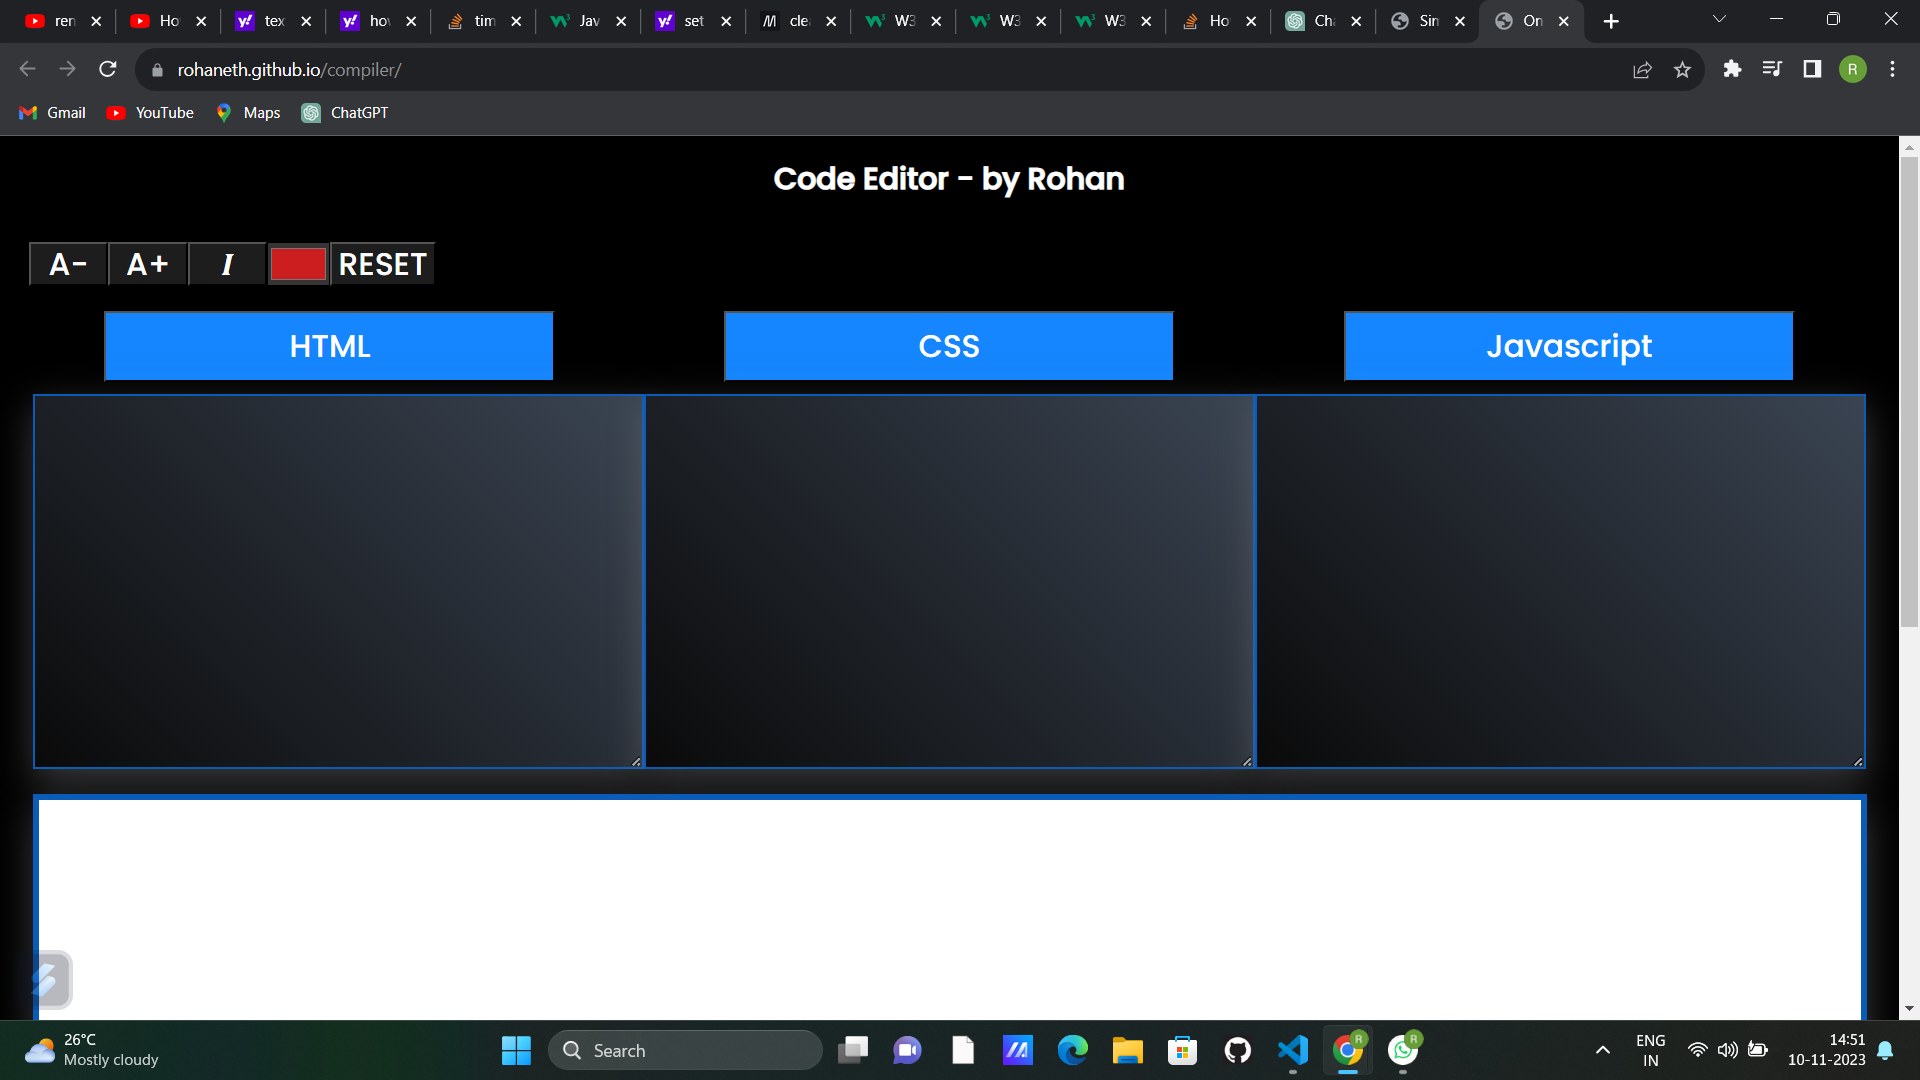 ren
Ho
tex
ho
tim
Jav
set
cle
W3
W3
W3
Ho
Ch
Sin
On
rohaneth.github.io/compiler/
R
Gmail
YouTube
Maps
ChatGPT
Code Editor - by Rohan
A-
A+
I
RESET
HTML
CSS
Javascript
26°C
Mostly cloudy
Search
R
R
ENG
IN
14:51
10-11-2023